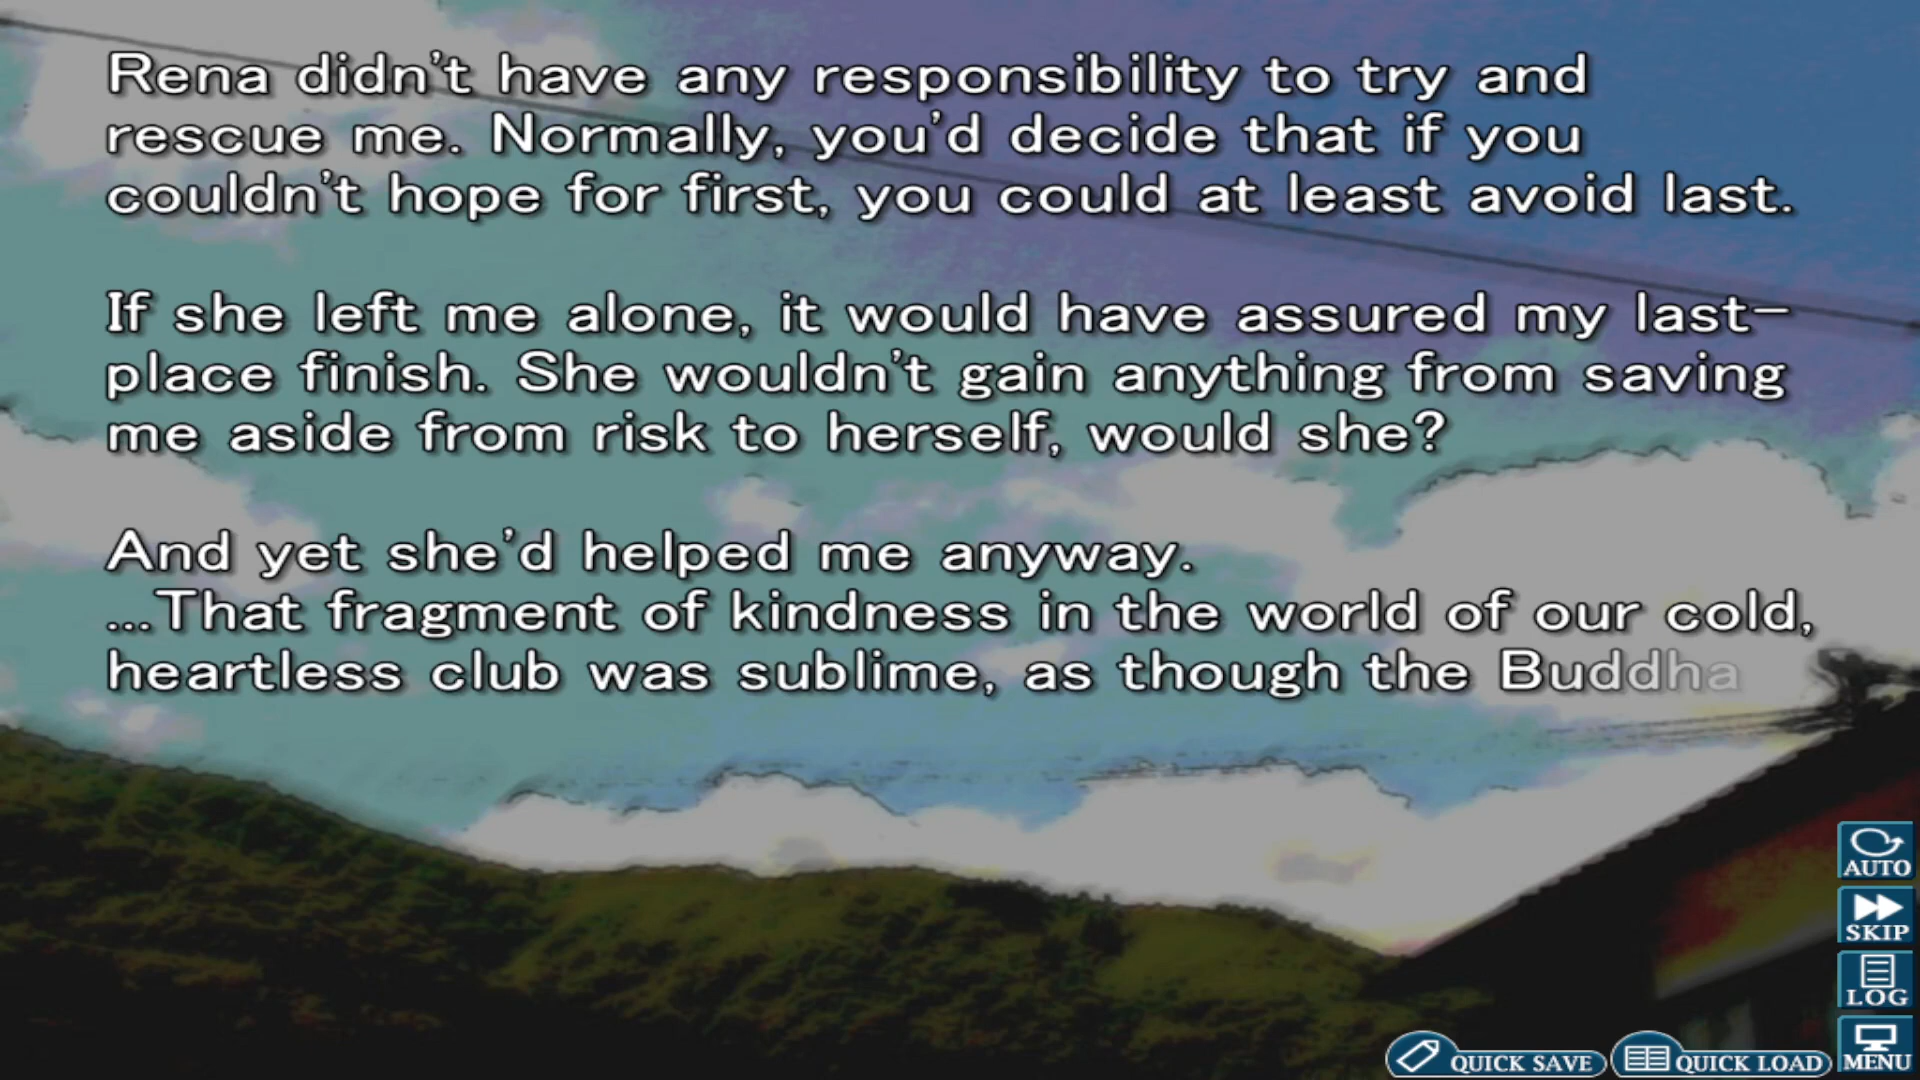 Rena didn't have any responsibility to try and
rescue me. Normally, you'd decide that if you
couldn't hope for first, you could at least avoid last.
If she left me alone, it would have assured my last-
place finish. She wouldn't gain anything from saving
me aside from risk to herself, would she?
And yet she'd helped me anyway.
...That fragment of kindness in the world of our cold,
heartless club was sublime, as though the Buddha
AUTO
SKIP
LOG
MENU
QUICK SAVE
QUICK LOAD